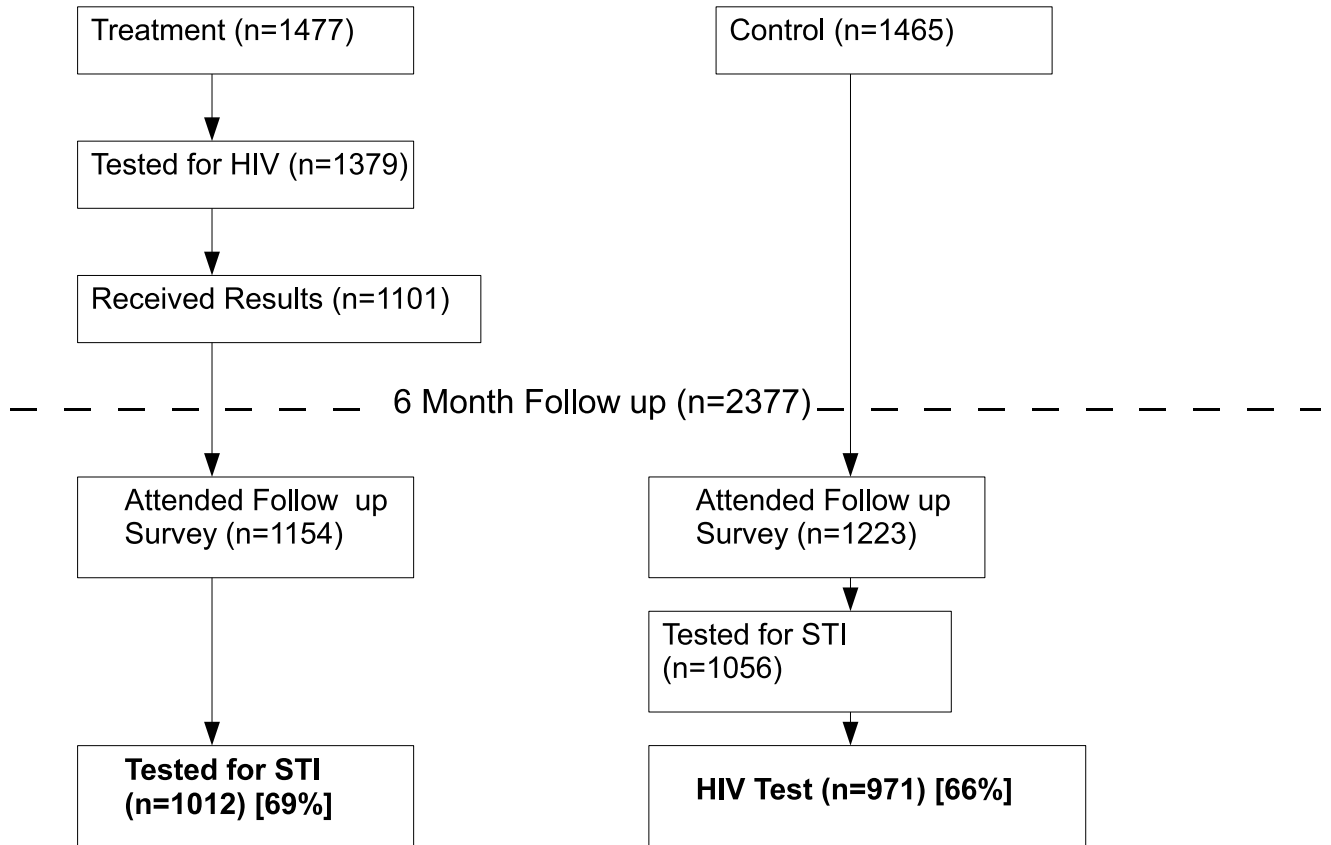 Treatment (n=1477)
Control (n=1465)
Tested for HIV (n=1379)
Received Results (n=1101)
6 Month Follow up (n=2377)
Attended Follow up
Survey (n=1154)
Attended Follow up
Survey (n=1223)
Tested for STI
(n=1056)
Tested for STI
(n=1012) [69%]
HIV Test (n=971) [66%]